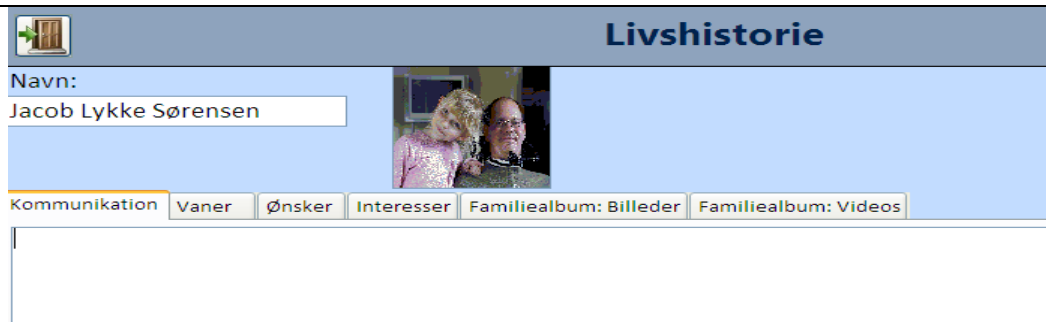 Livshistorie
Navn:
Jacob Lykke Sørensen
Kommunikation Vaner Ønsker Interesser Familiealbum: Billeder Familiealbum: Videos